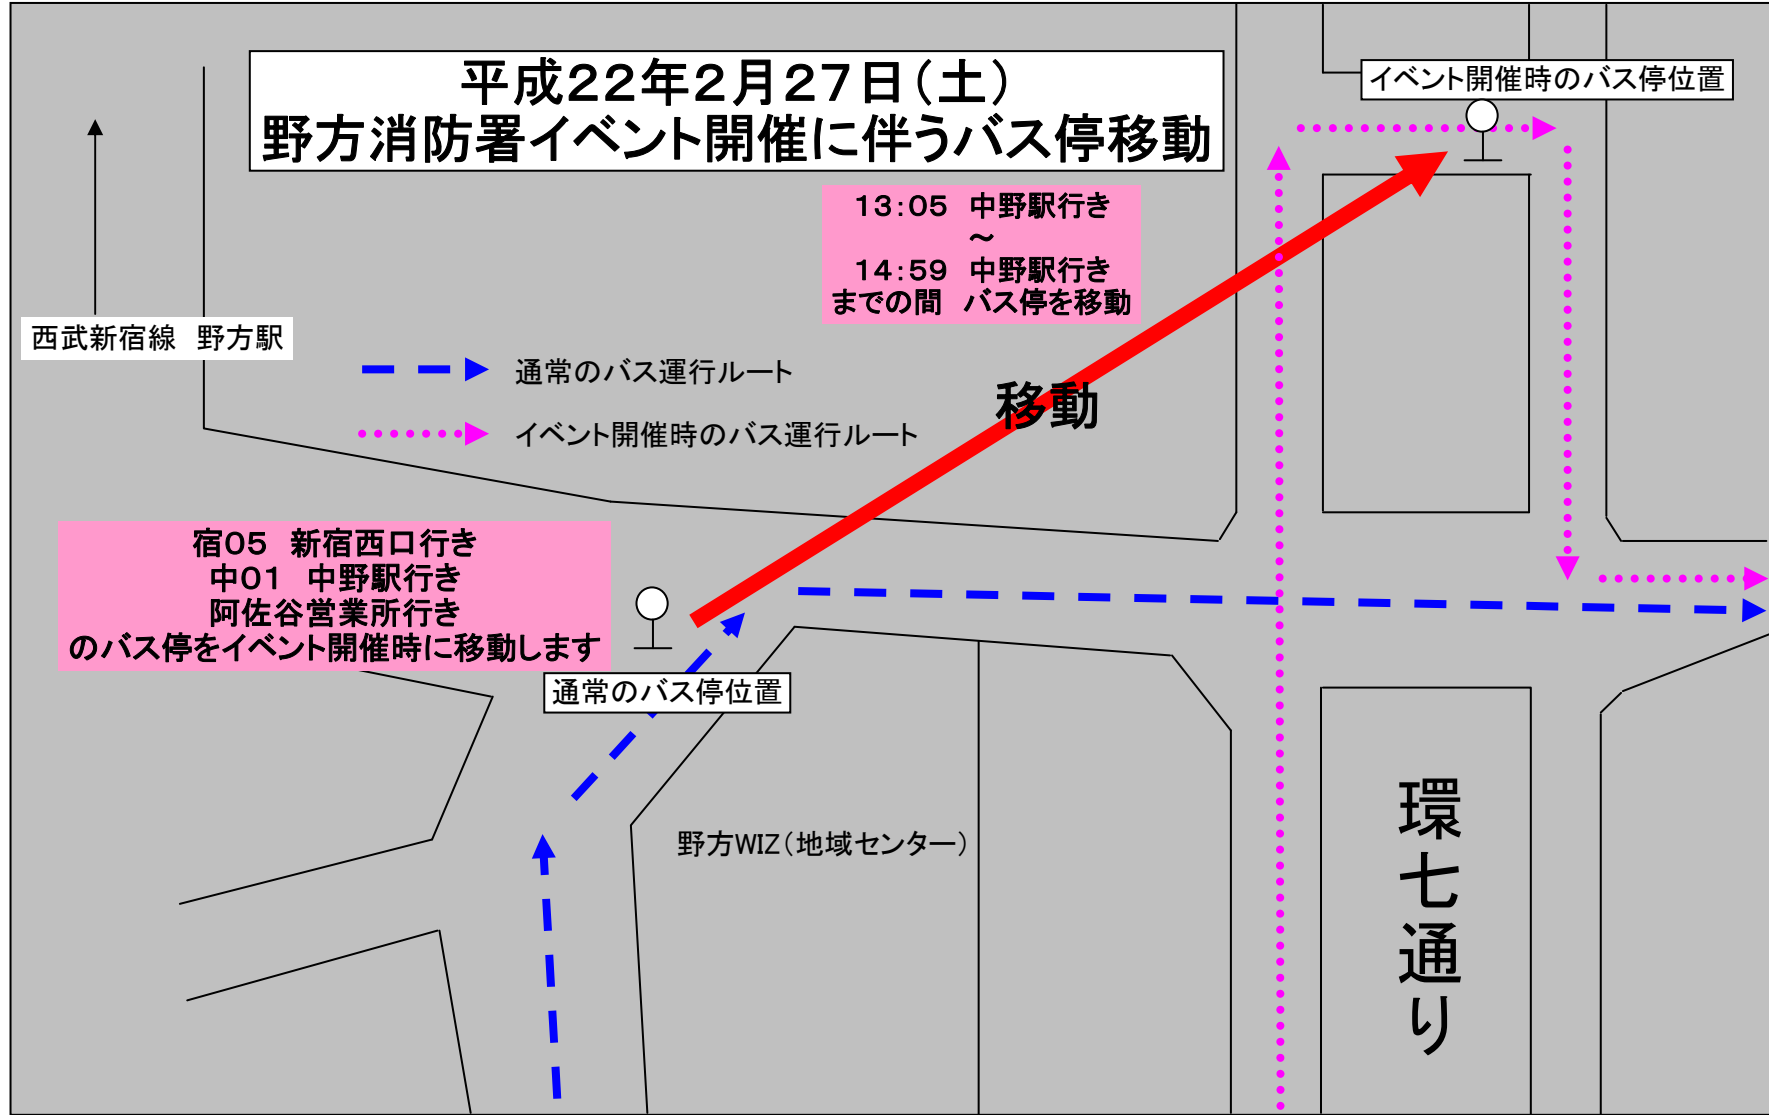 平成22年2月27日(土)
野方消防署イベント開催に伴うバス停移動
イベント開催時のバス停位置
13:05　中野駅行き
～
14:59　中野駅行き
までの間　バス停を移動
西武新宿線　野方駅
通常のバス運行ルート
イベント開催時のバス運行ルート
移動
宿05　新宿西口行き
中01　中野駅行き
阿佐谷営業所行き
のバス停をイベント開催時に移動します
通常のバス停位置
野方WIZ(地域センター)
環七通り